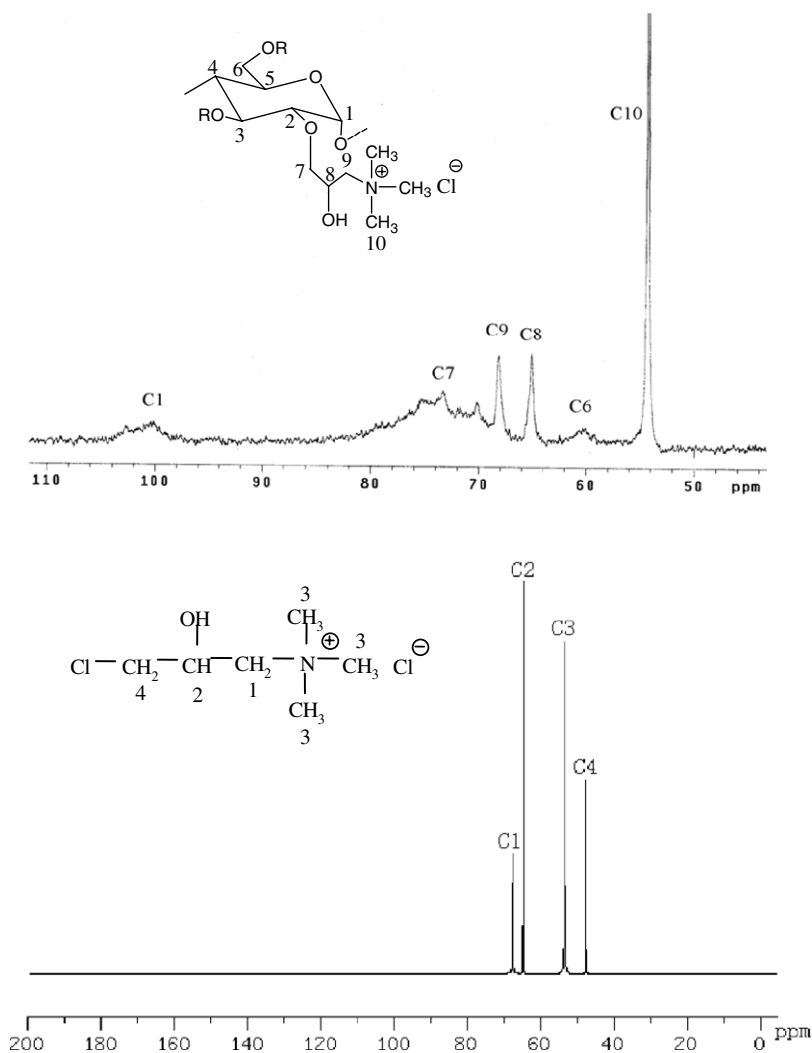 OR
6
4
5
O
1
RO
3
2
O
O
9
CH₃
7
8
N
⊕
CH₃
Cl
⊖
OH
CH₃
10
C10
C9
C8
C7
C1
C6
110
100
90
80
70
60
50
ppm
C2
3
OH
CH₃
⊕
3
C3
Cl—CH₂—CH—CH₂—N—CH₃ Cl⊖
4
2
1
CH₃
3
C4
C1
200 180 160 140 120 100 80 60 40 20 0 ppm